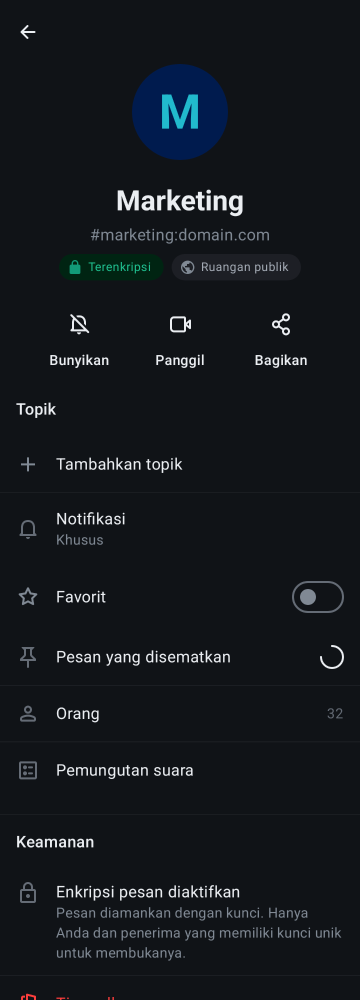 M
Marketing
#marketing:domain.com
Terenkripsi
Ruangan publik
Bunyikan
Panggil
Bagikan
Topik
Tambahkan topik
Notifikasi
Khusus
Favorit
Pesan yang disematkan
Orang
32
Pemungutan suara
Keamanan
Enkripsi pesan diaktifkan
Pesan diamankan dengan kunci. Hanya
Anda dan penerima yang memiliki kunci unik
untuk membukanya.